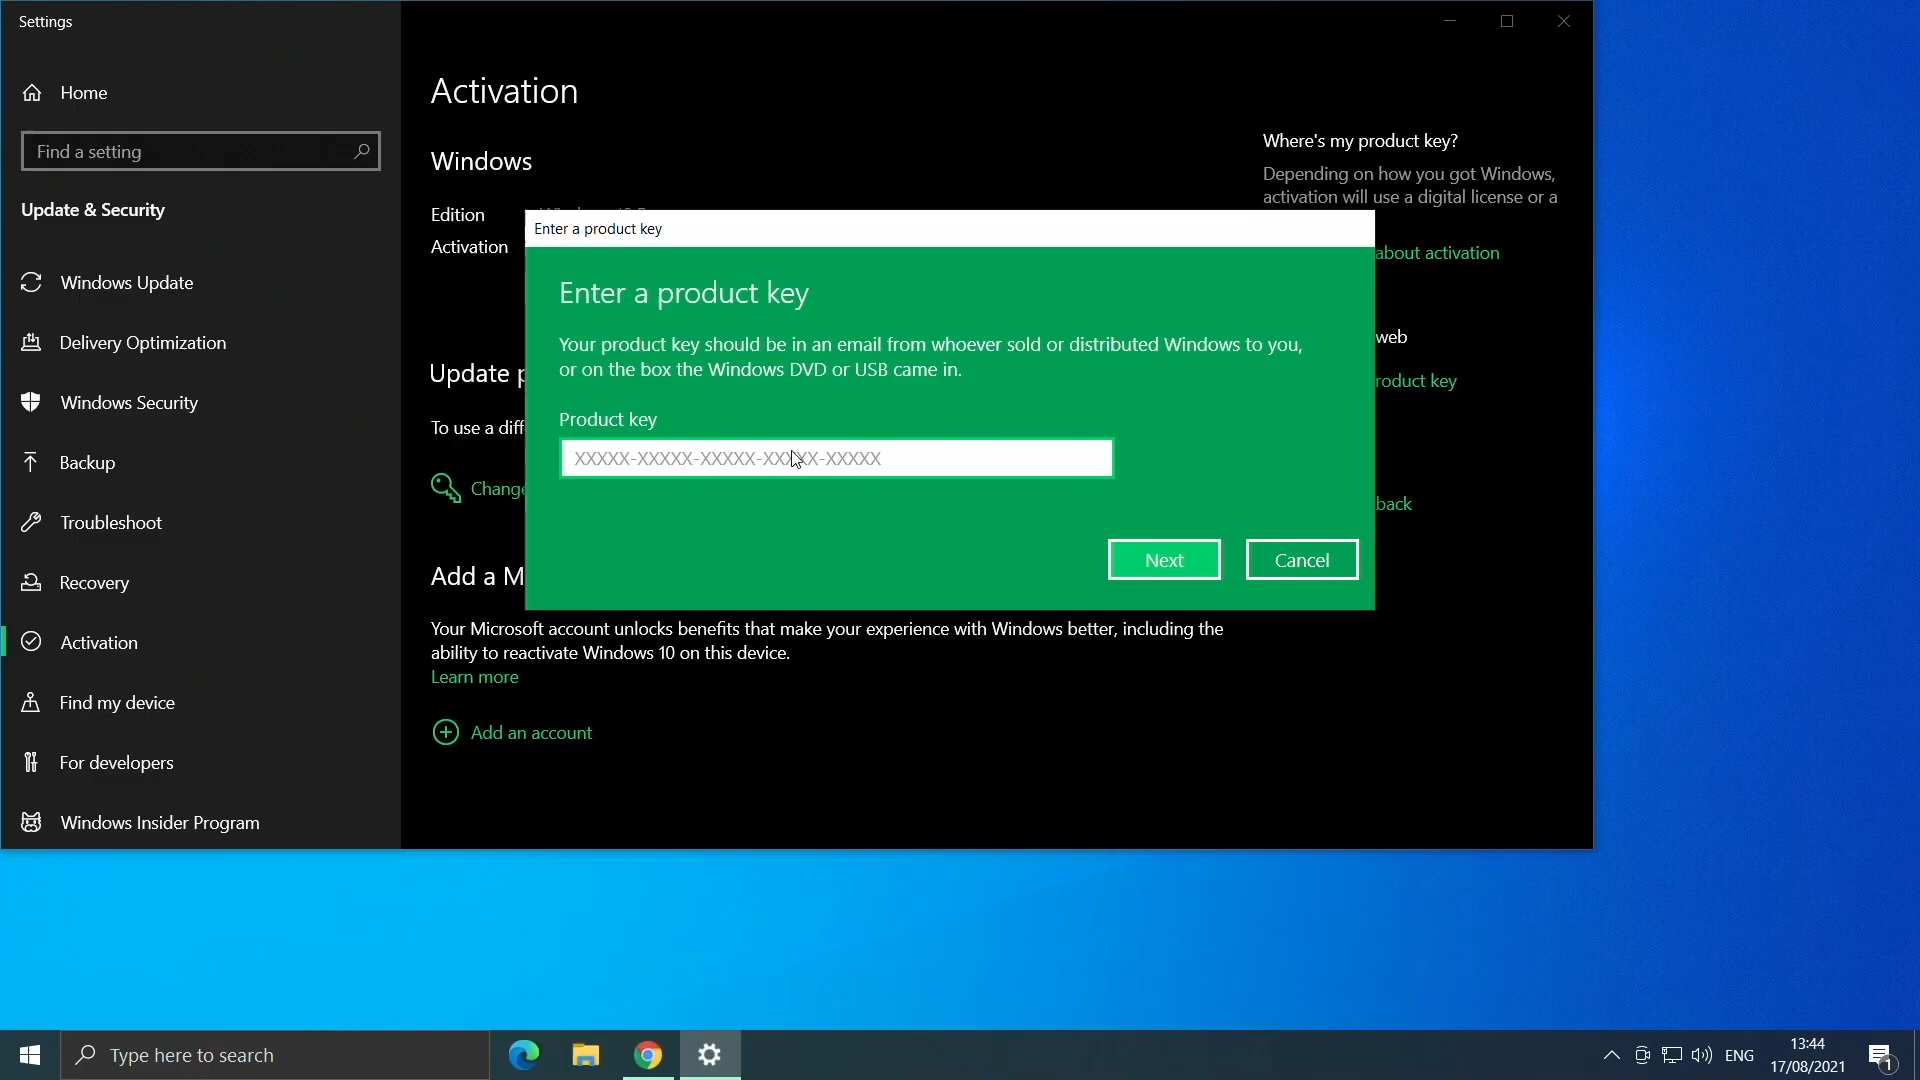 Settings
Home
Find a setting
Update & Security
Windows Update
Delivery Optimization
Windows Security
Backup
Troubleshoot
Recovery
Activation
Find my device
For developers
Windows Insider Program
Activation
Windows
Edition
Activation
Update p
To use a diff
Change
Add a M
Your Microsoft account unlocks benefits that make your experience with Windows better, including the
ability to reactivate Windows 10 on this device.
Learn more
Add an account
Where's my product key?
Depending on how you got Windows,
activation will use a digital license or a
about activation
web
roduct key
back
Enter a product key
Enter a product key
Your product key should be in an email from whoever sold or distributed Windows to you,
or on the box the Windows DVD or USB came in.
Product key
XXXXX-XXXXX-XXXXX-XXXXX-XXXXX
Next
Cancel
Type here to search
ENG
13:44
17/08/2021
1